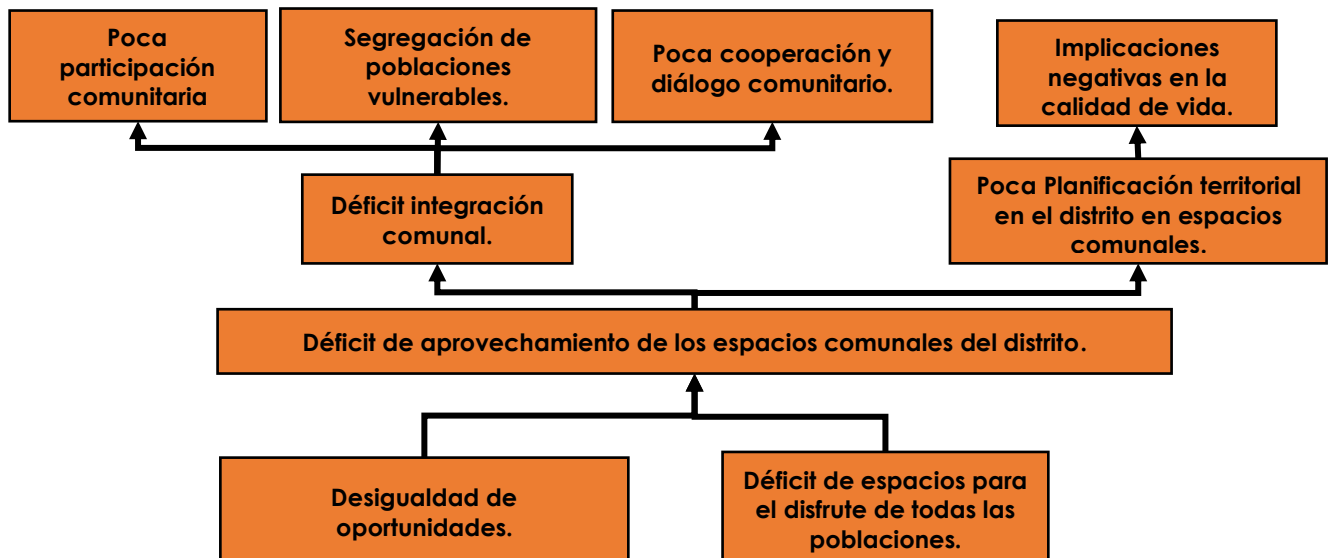 Poca
participación
comunitaria
Segregación de
poblaciones
vulnerables.
Poca cooperación y
diálogo comunitario.
Implicaciones
negativas en la
calidad de vida.
Déficit integración
comunal.
Poca Planificación territorial
en el distrito en espacios
comunales.
Déficit de aprovechamiento de los espacios comunales del distrito.
Desigualdad de
oportunidades.
Déficit de espacios para
el disfrute de todas las
poblaciones.